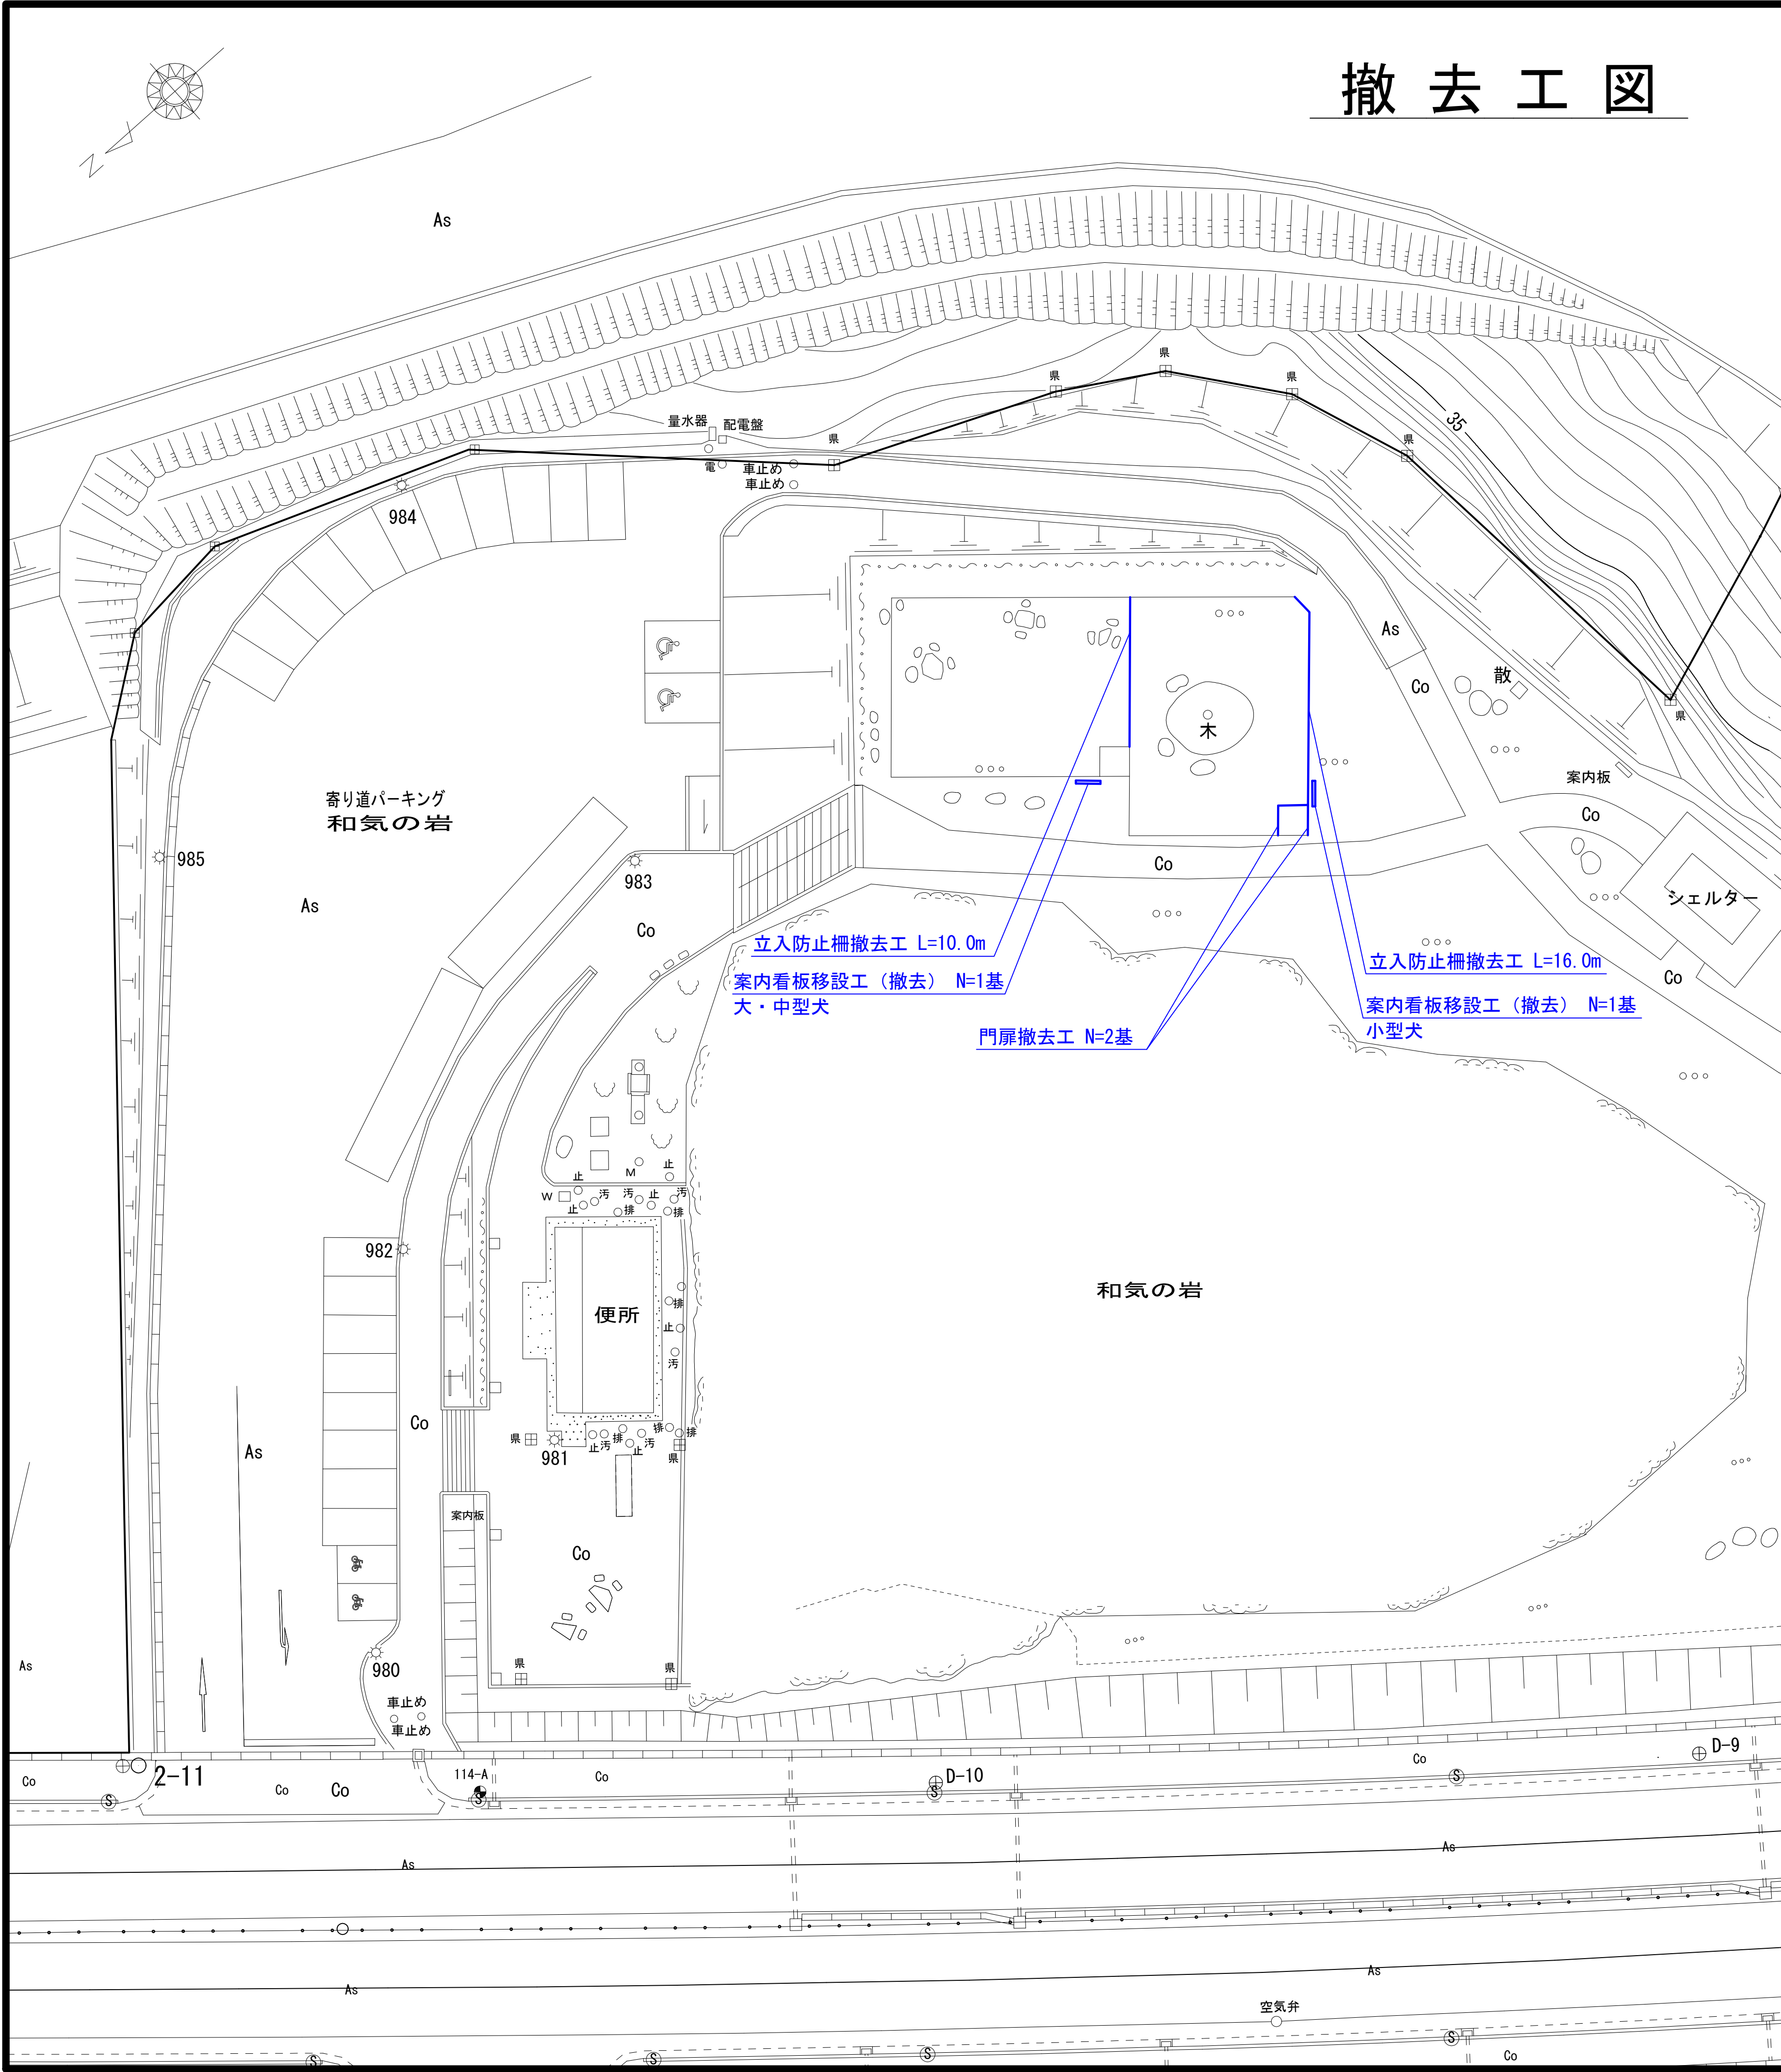 撤去工図
N
As
県
県
県
県
県
35
量水器
配電盤
電
車止め
車止め
984
As
散
Co
県
木
案内板
Co
寄り道パーキング
和気の岩
985
983
As
Co
Co
シェルター
Co
立入防止柵撤去工 L=10.0m
案内看板移設工（撤去） N=1基
大・中型犬
門扉撤去工 N=2基
立入防止柵撤去工 L=16.0m
案内看板移設工（撤去） N=1基
小型犬
止
M
止
W
汚
汚
止
汚
止
排
排
982
便所
排
止
汚
和気の岩
Co
As
県
981
止
汚
排
止
汚
排
排
県
案内板
Co
As
980
県
県
車止め
車止め
2-11
Co
Co
Co
114-A
Co
D-10
Co
D-9
S
S
S
S
As
As
As
As
空気弁
S
S
S
S
Co